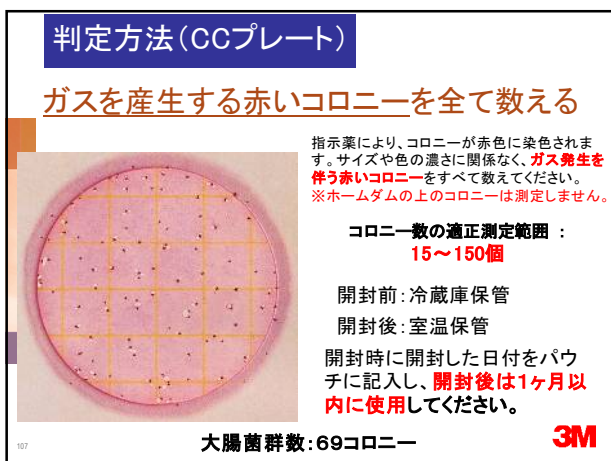 判定方法（CCプレート）
ガスを産生する赤いコロニーを全て数える
指示薬により、コロニーが赤色に染色されま
す。サイズや色の濃さに関係なく、ガス発生を
伴う赤いコロニーをすべて数えてください。
※ホームダムの上のコロニーは測定しません。
コロニー数の適正測定範囲 ：
15～150個
開封前：冷蔵庫保管
開封後：室温保管
開封時に開封した日付をパウ
チに記入し、開封後は1ヶ月以
内に使用してください。
大腸菌群数：69コロニー
107
3M